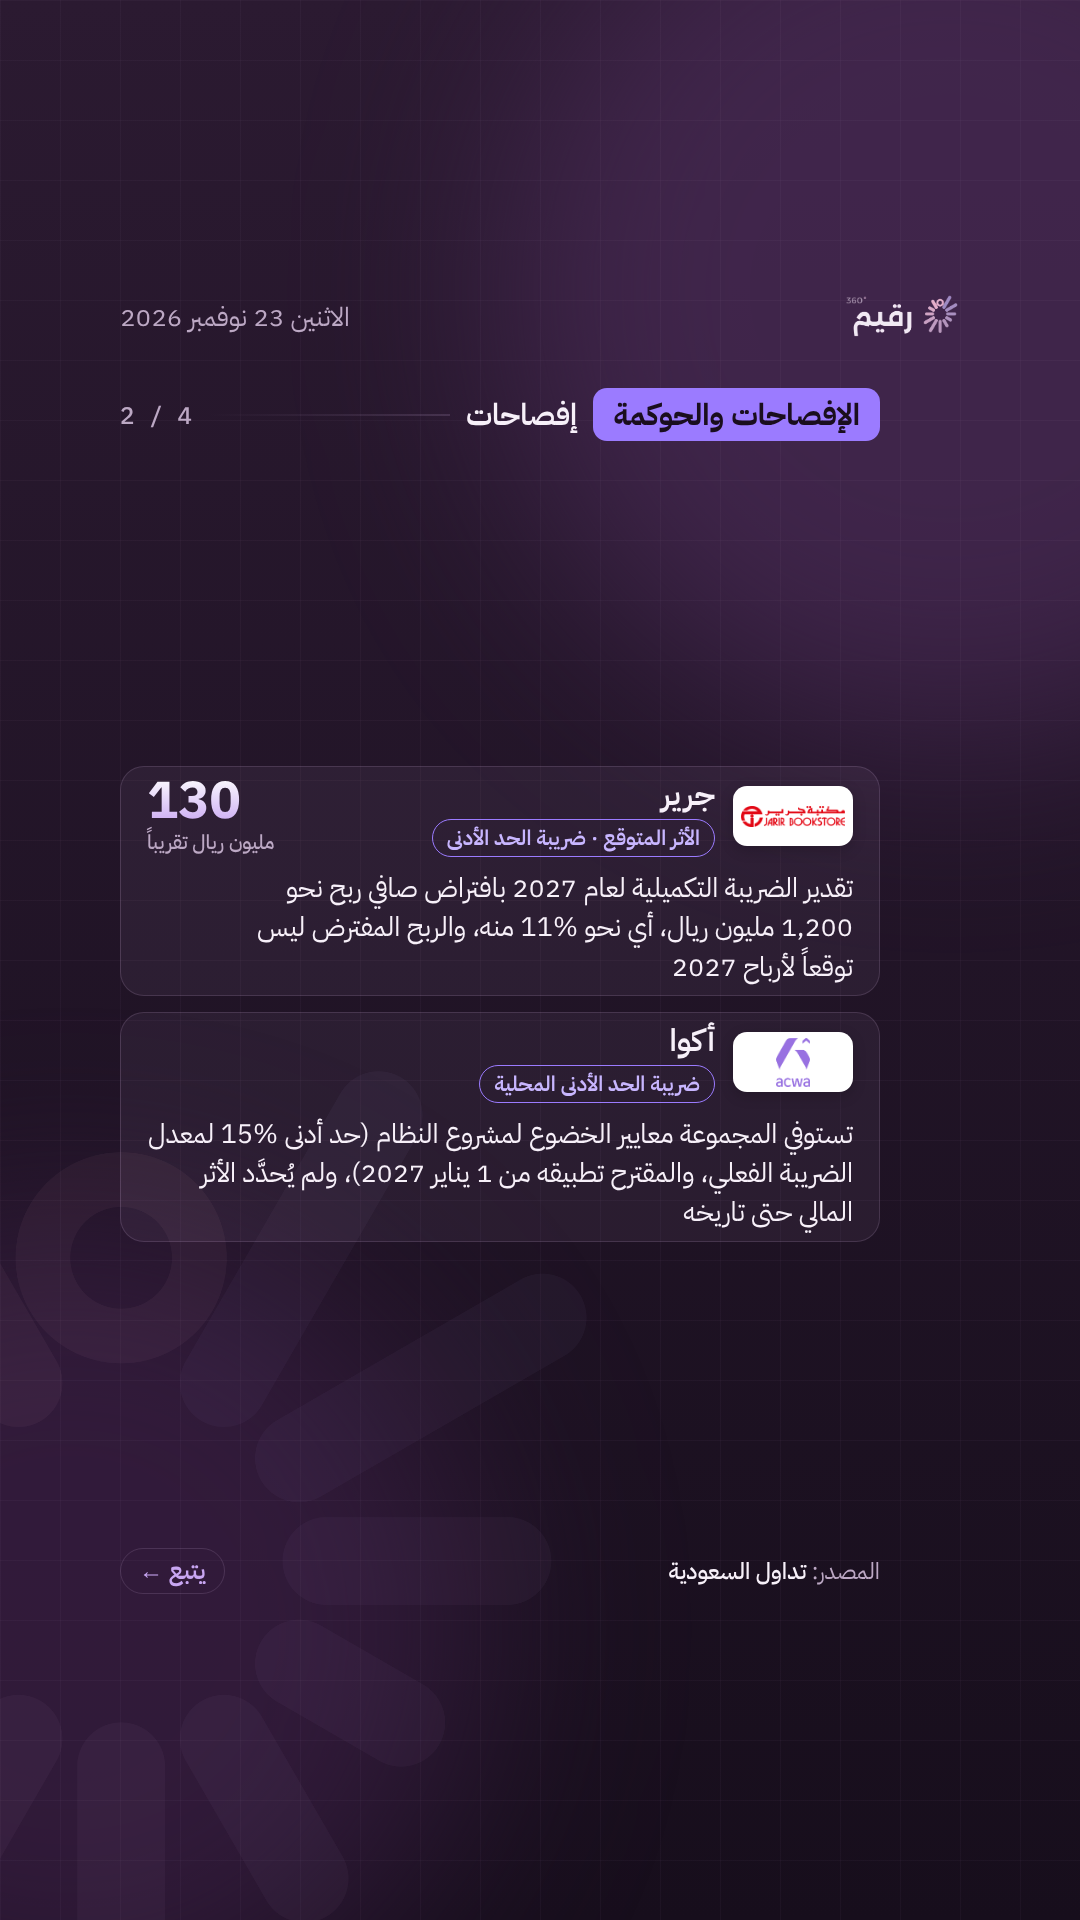 360°
رقيم
الاثنين 23 نوفمبر 2026
الإفصاحات والحوكمة
إفصاحات
2 / 4
مكتبة جرير
JARIR BOOKSTORE
جرير
الأثر المتوقع · ضريبة الحد الأدنى
130
مليون ريال تقريباً
تقدير الضريبة التكميلية لعام 2027 بافتراض صافي ربح نحو
1,200 مليون ريال، أي نحو 11% منه، والربح المفترض ليس
توقعاً لأرباح 2027
acwa
أكوا
ضريبة الحد الأدنى المحلية
تستوفي المجموعة معايير الخضوع لمشروع النظام (حد أدنى 15% لمعدل
الضريبة الفعلي، والمقترح تطبيقه من 1 يناير 2027)، ولم يُحدَّد الأثر
المالي حتى تاريخه
المصدر: تداول السعودية
يتبع ←